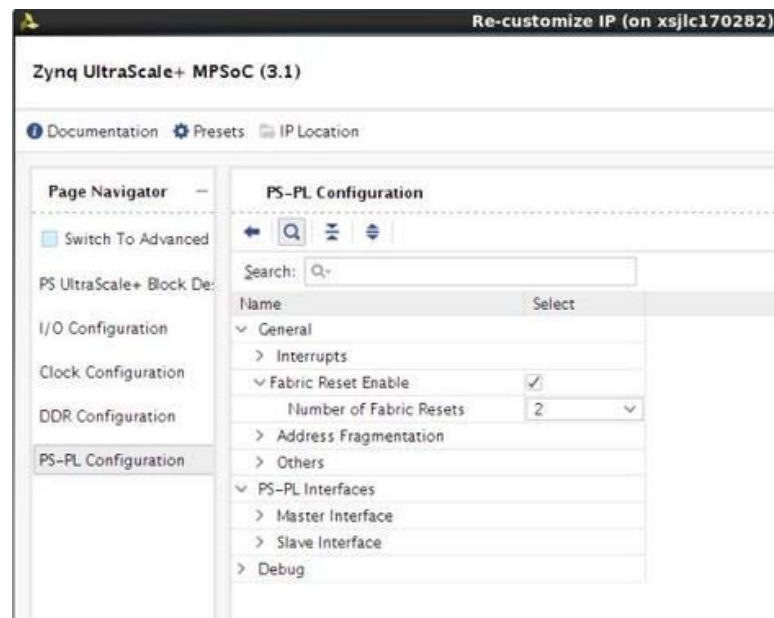 Re-customize IP (on xsjlc170282)
Zynq UltraScale+ MPSoC (3.1)
Documentation Presets IP Location
Page Navigator
Switch To Advanced
PS UltraScale+ Block De
I/O Configuration
Clock Configuration
DDR Configuration
PS-PL Configuration
PS-PL Configuration
Search:
Name Select
General
Interrupts
Fabric Reset Enable
Number of Fabric Resets 2
Address Fragmentation
Others
PS-PL Interfaces
Master Interface
Slave Interface
Debug